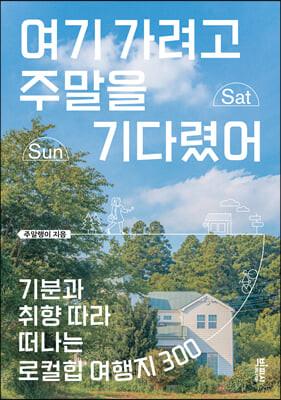 여기 가려고
주말을
Sat
Sun
기다렸어
주말랭이 지음
기분과
취향 따라
떠나는
로컬힙 여행지 300